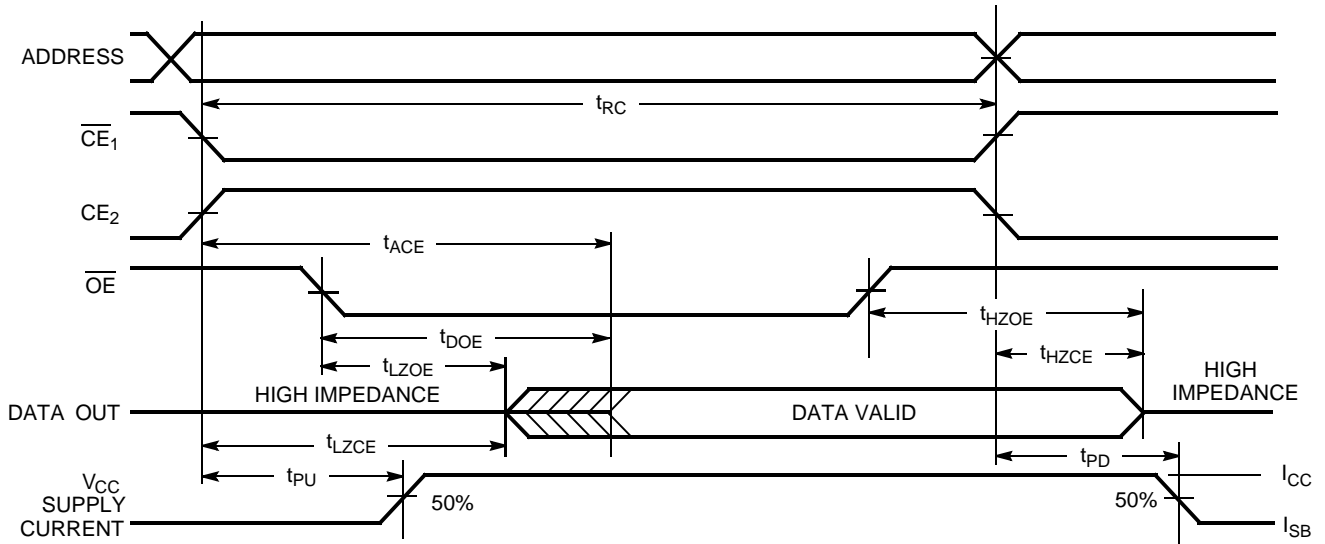 ADDRESS
tRC
CE1
CE2
tACE
OE
tHZOE
tDOE
tHZCE
tLZOE
HIGH IMPEDANCE
HIGH
IMPEDANCE
DATA OUT
DATA VALID
tLZCE
tPD
tPU
VCC
SUPPLY
CURRENT
50%
50%
ICC
ISB